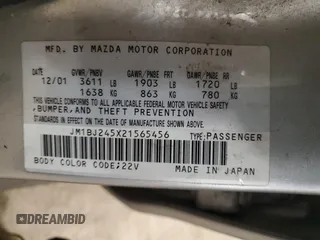 MFD. BY MAZDA MOTOR CORPORATION
DATE GVWR/PNBV GAWR FR/PNBE AV GAWR RR/PNBE AR
12/01 3611 LB 1903 LB 1720 LB
1638 KG 863 KG 780 KG
THIS VEHICLE CONFORMS TO ALL APPLICABLE FEDERAL MOTOR VEHICLE SAFETY
,BUMPER,AND THEFT PREVENTION
STANDARDS IN EFFECT ON THE DATE OF MANUFACTURE SHOWN ABOVE.
JM1BJ245X21565456 TYPE:PASSENGER
BODY COLOR CODE:22V MADE IN JAPAN
DREAMBID